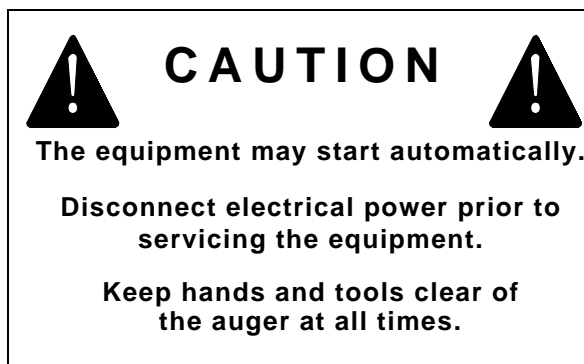 CAUTION
The equipment may start automatically.
Disconnect electrical power prior to
servicing the equipment.
Keep hands and tools clear of
the auger at all times.